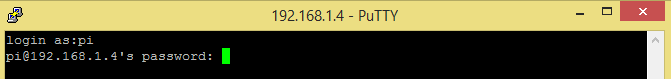 192.168.1.4 - PuTTY
login as:pi
pi@192.168.1.4's password: